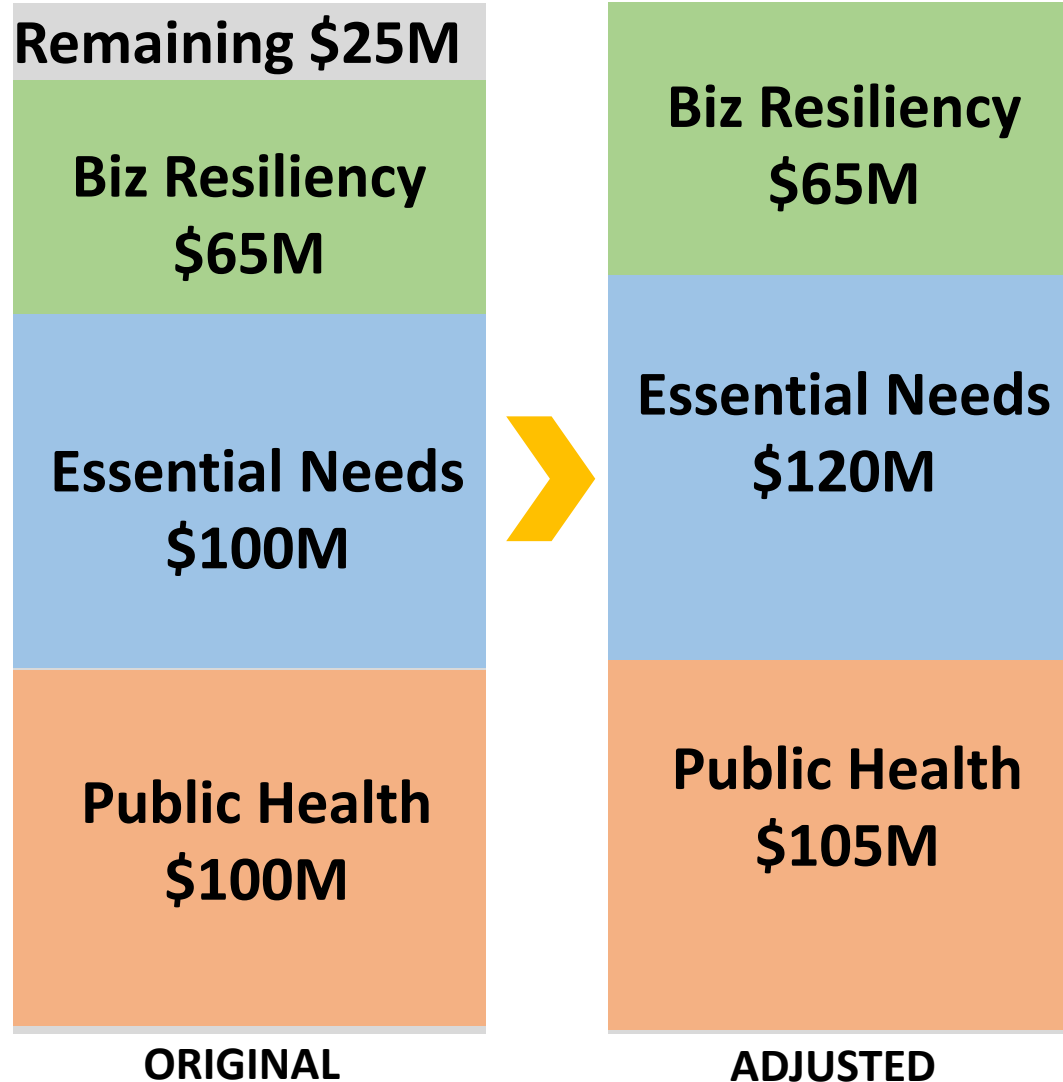 Remaining $25M
Biz Resiliency
$65M
Essential Needs
$100M
Public Health
$100M
ORIGINAL
Biz Resiliency
$65M
Essential Needs
$120M
Public Health
$105M
ADJUSTED